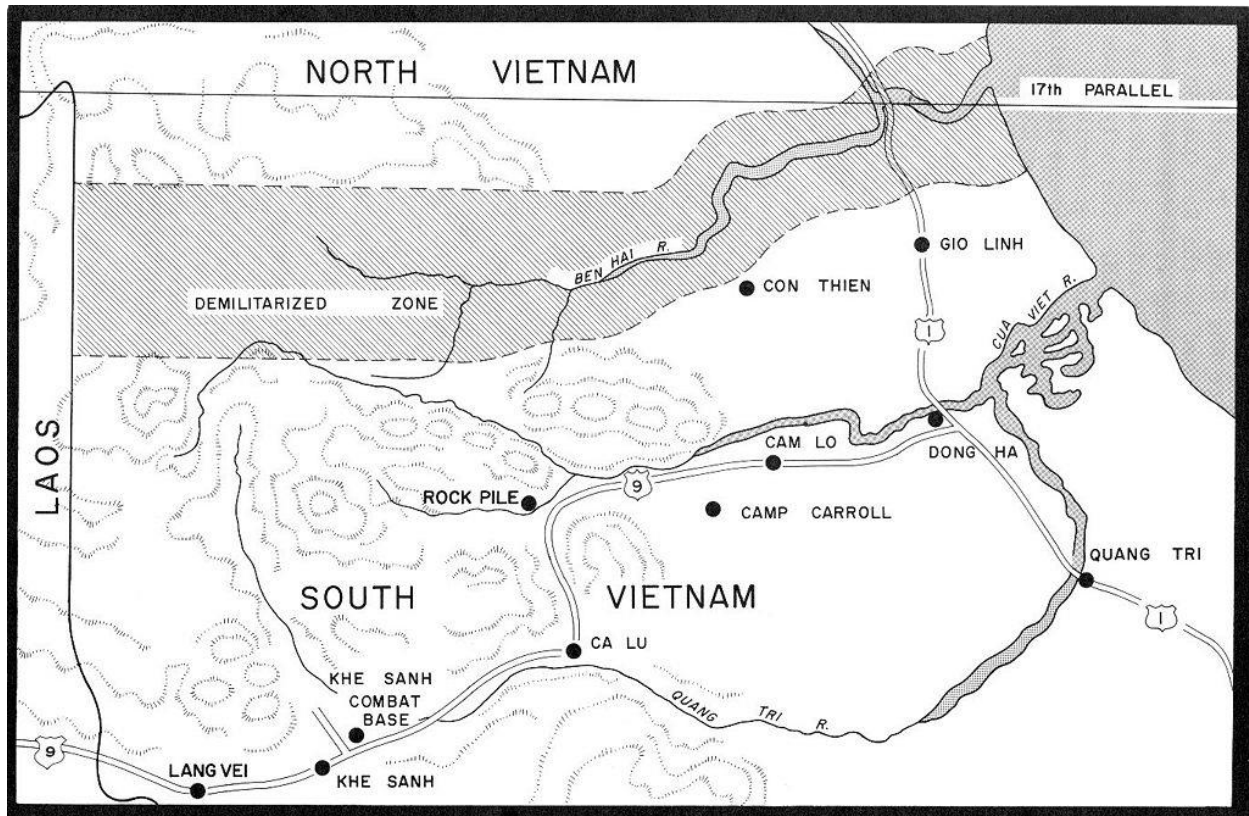 NORTH VIETNAM
17th PARALLEL
BEN HAI R.
GIO LINH
CON THIEN
DEMILITARIZED ZONE
CUA VIET R.
1
LAOS
CAM LO
DONG HA
9
ROCK PILE
CAMP CARROLL
QUANG TRI
SOUTH VIETNAM
1
CA LU
KHE SANH
COMBAT
BASE
QUANG TRI R.
9
LANG VEI
KHE SANH